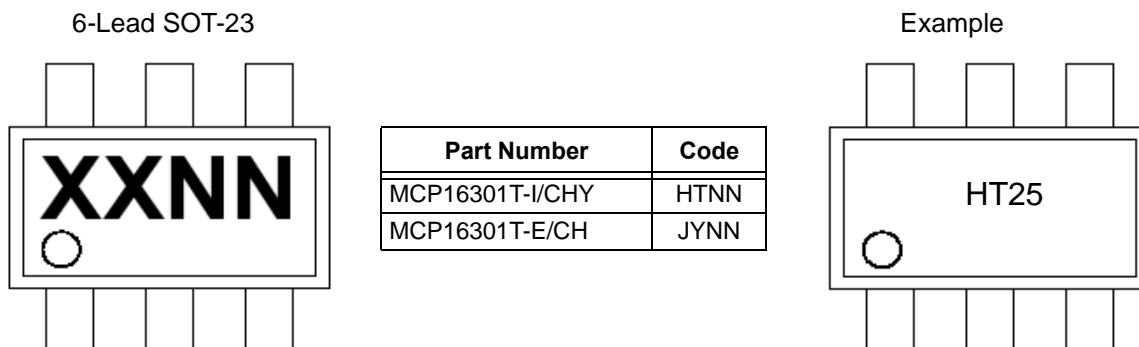 6-Lead SOT-23
XXNN
Part Number Code
MCP16301T-I/CHY HTNN
MCP16301T-E/CH JYNN
Example
HT25